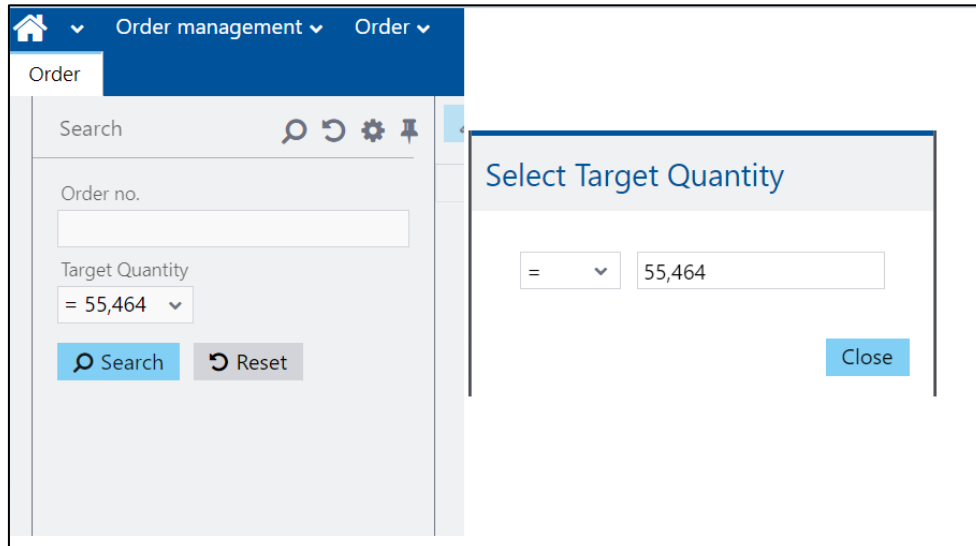 Order management Order
Order
Search
Order no.
Target Quantity
= 55,464
Search Reset
Select Target Quantity
= 55,464
Close